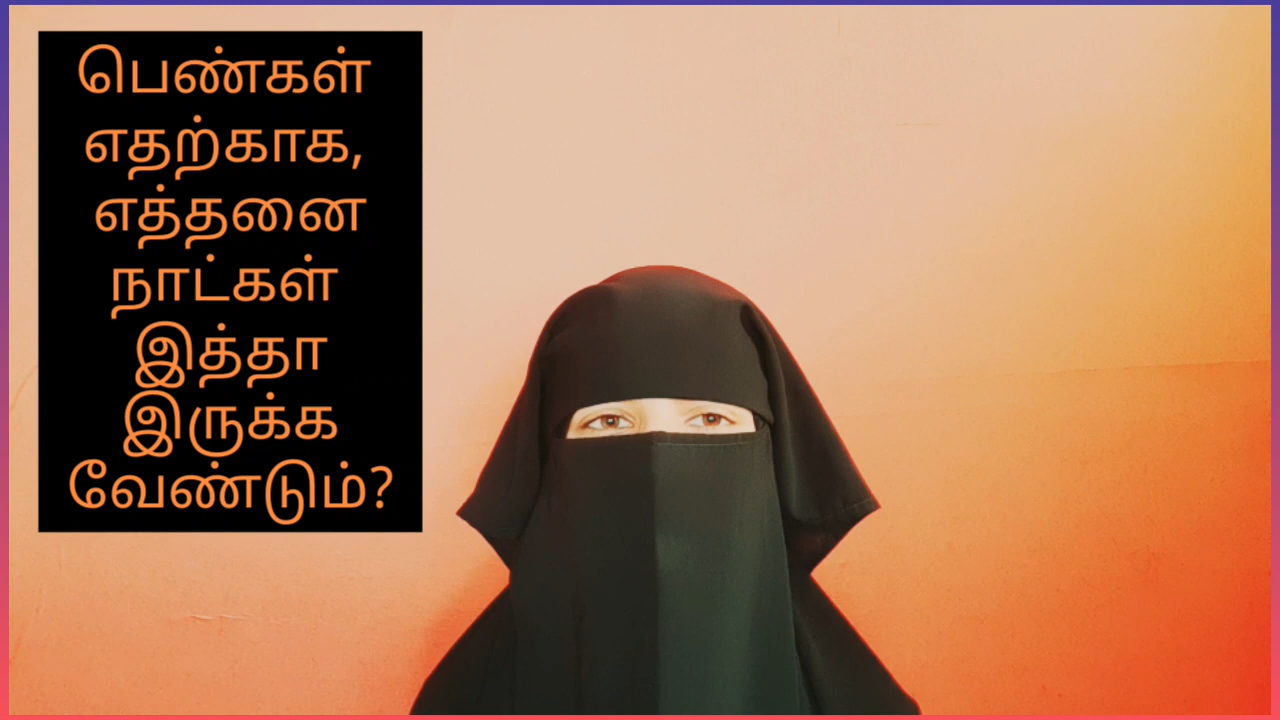 பெண்கள்
எதற்காக,
எத்தனை
நாட்கள்
இத்தா
இருக்க
வேண்டும்?